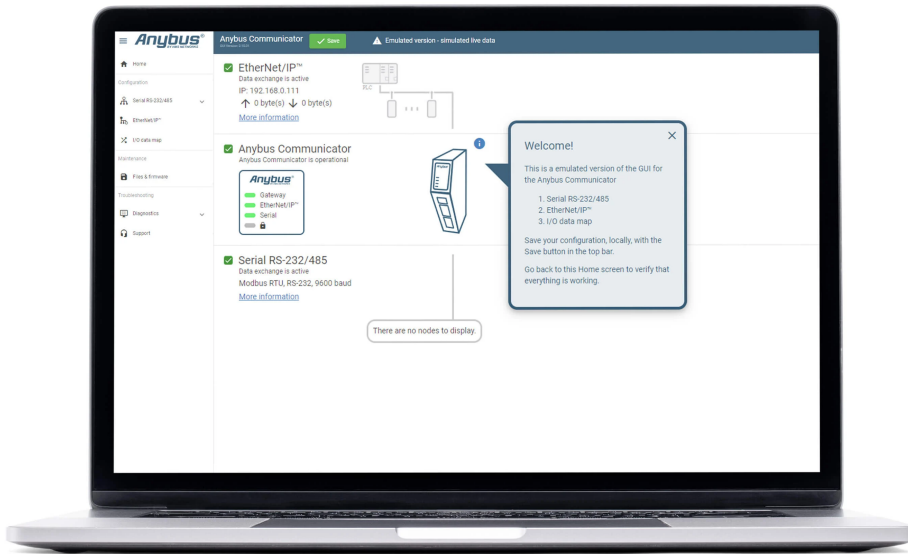 Anybus®
BY HMS NETWORKS
Anybus Communicator
Save
Emulated version - simulated live data
Home
Configuration
Serial RS-232/485
EtherNet/IP™
I/O data map
Maintenance
Files & firmware
Troubleshooting
Diagnostics
Support
EtherNet/IP™
Data exchange is active
IP: 192.168.0.111
0 byte(s) 0 byte(s)
More information
PLC
Anybus Communicator
Anybus Communicator is operational
Anybus®
Gateway
EtherNet/IP™
Serial
Anybus
Serial RS-232/485
Data exchange is active
Modbus RTU, RS-232, 9600 baud
More information
There are no nodes to display.
Welcome!
This is a emulated version of the GUI for
the Anybus Communicator
1. Serial RS-232/485
2. EtherNet/IP™
3. I/O data map
Save your configuration, locally, with the
Save button in the top bar.
Go back to this Home screen to verify that
everything is working.